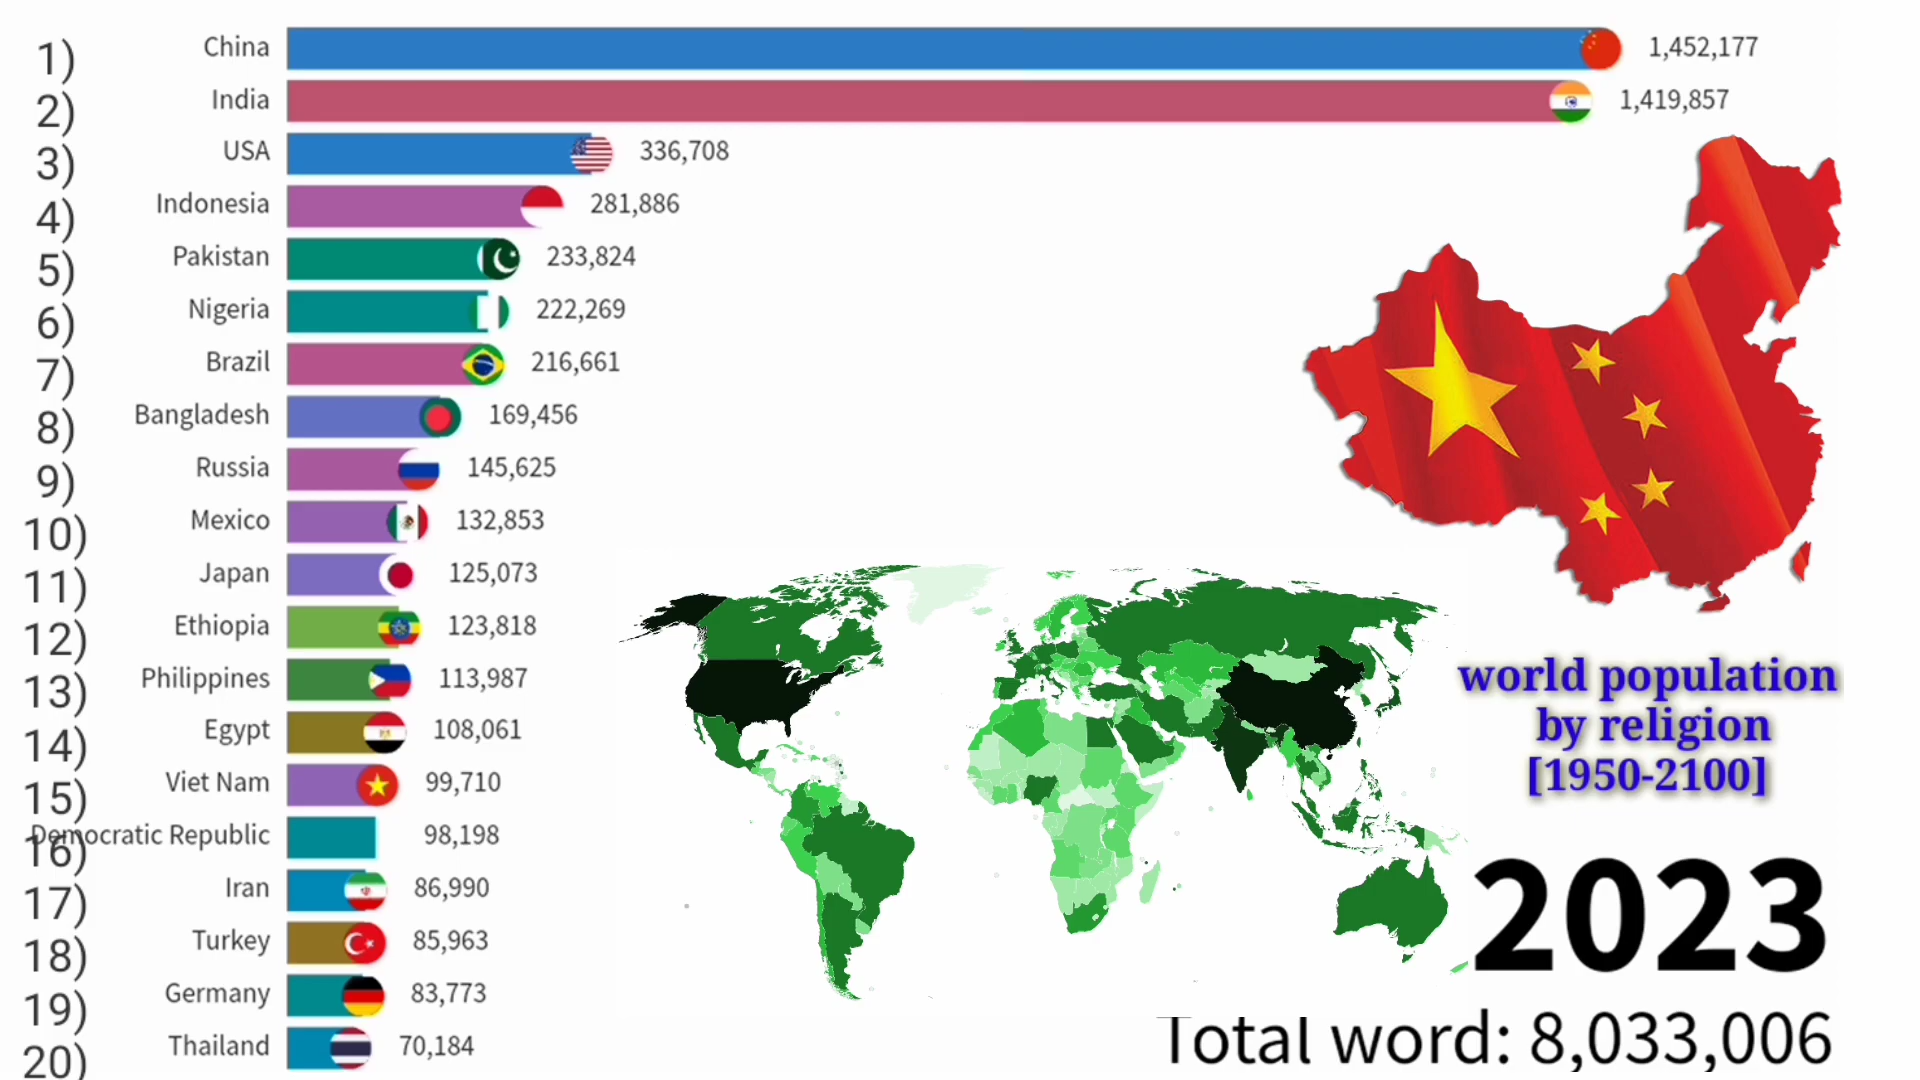 1) China 1,452,177
2) India 1,419,857
3) USA 336,708
4) Indonesia 281,886
5) Pakistan 233,824
6) Nigeria 222,269
7) Brazil 216,661
8) Bangladesh 169,456
9) Russia 145,625
10) Mexico 132,853
11) Japan 125,073
12) Ethiopia 123,818
13) Philippines 113,987
14) Egypt 108,061
15) Viet Nam 99,710
16) Democratic Republic 98,198
17) Iran 86,990
18) Turkey 85,963
19) Germany 83,773
20) Thailand 70,184
world population
by religion
[1950-2100]
2023
Total word: 8,033,006